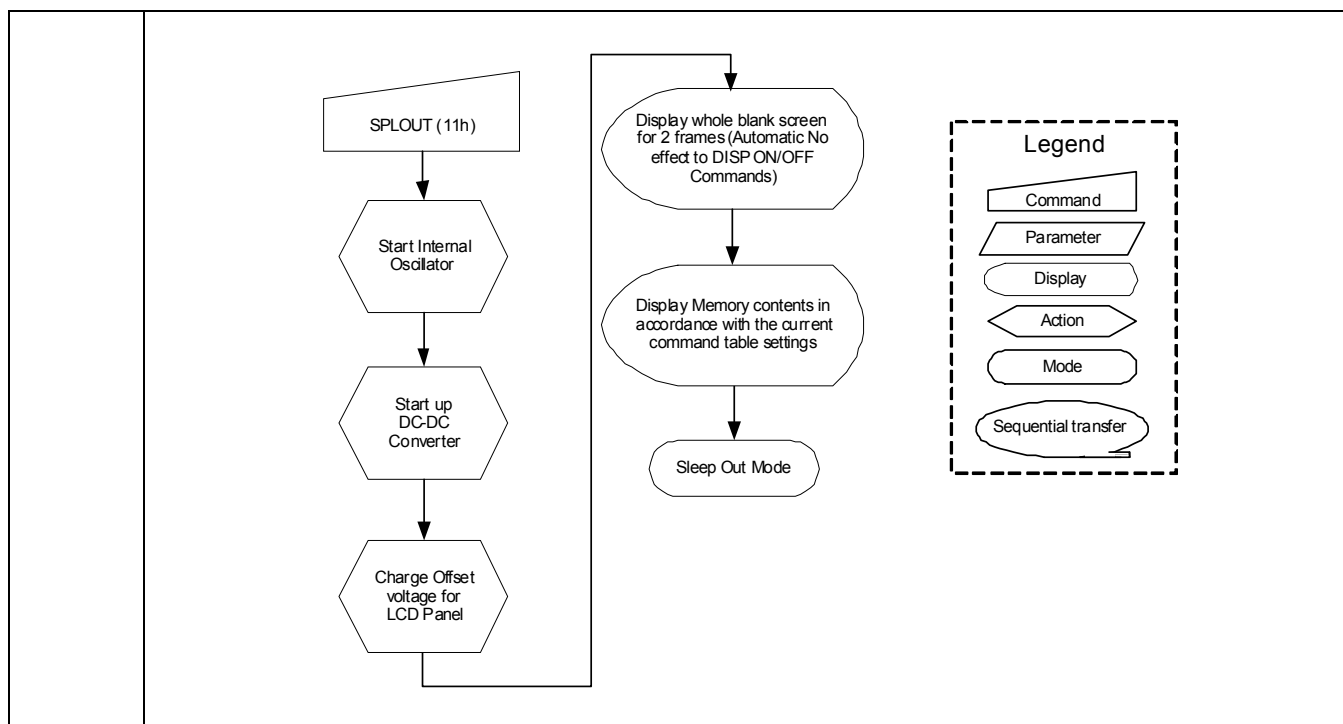 SPLOUT (11h)
Start Internal
Oscillator
Start up
DC-DC
Converter
Charge Offset
voltage for
LCD Panel
Display whole blank screen
for 2 frames (Automatic No
effect to DISP ON/OFF
Commands)
Display Memory contents in
accordance with the current
command table settings
Sleep Out Mode
Legend
Command
Parameter
Display
Action
Mode
Sequential transfer